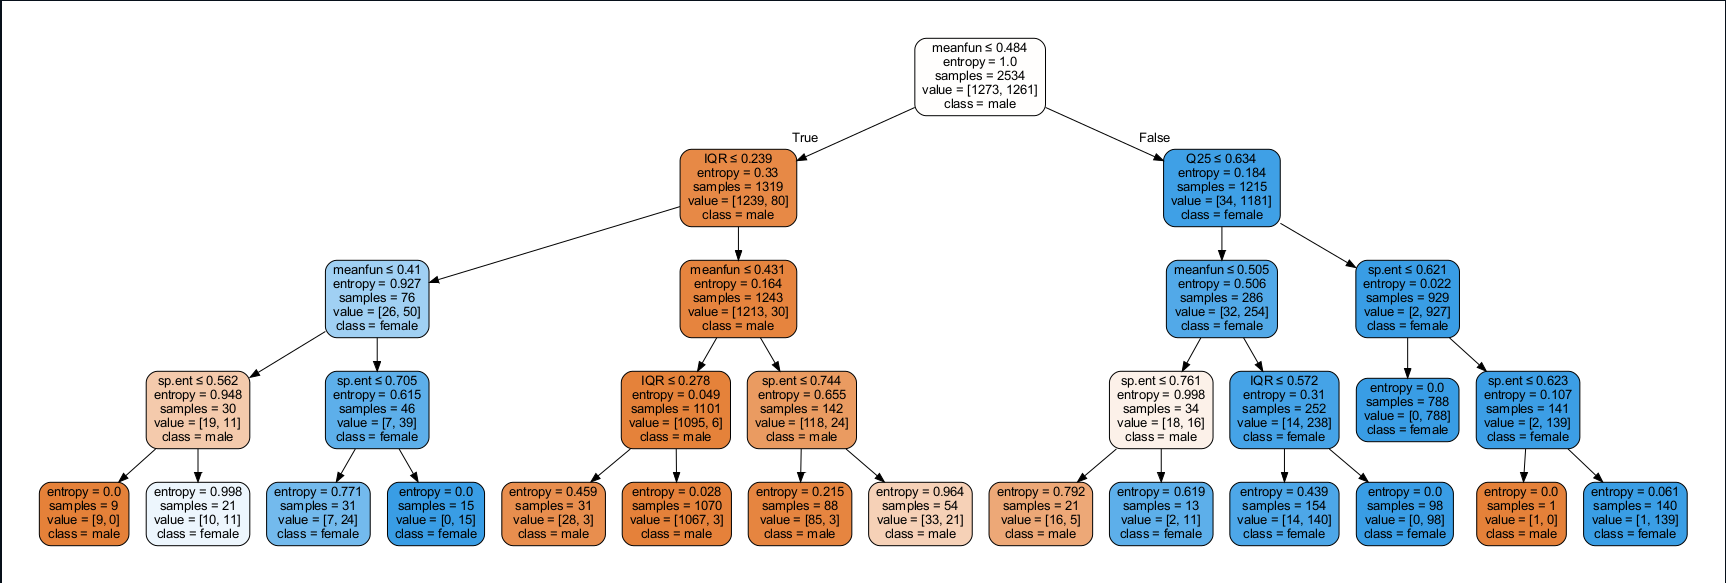 meanfun ≤ 0.484
entropy = 1.0
samples = 2534
value = [1273, 1261]
class = male
True
False
IQR ≤ 0.239
entropy = 0.33
samples = 1319
value = [1239, 80]
class = male
Q25 ≤ 0.634
entropy = 0.184
samples = 1215
value = [34, 1181]
class = female
meanfun ≤ 0.41
entropy = 0.927
samples = 76
value = [26, 50]
class = female
meanfun ≤ 0.431
entropy = 0.164
samples = 1243
value = [1213, 30]
class = male
meanfun ≤ 0.505
entropy = 0.506
samples = 286
value = [32, 254]
class = female
sp.ent ≤ 0.621
entropy = 0.022
samples = 929
value = [2, 927]
class = female
sp.ent ≤ 0.562
entropy = 0.948
samples = 30
value = [19, 11]
class = male
sp.ent ≤ 0.705
entropy = 0.615
samples = 46
value = [7, 39]
class = female
IQR ≤ 0.278
entropy = 0.049
samples = 1101
value = [1095, 6]
class = male
sp.ent ≤ 0.744
entropy = 0.655
samples = 142
value = [118, 24]
class = male
sp.ent ≤ 0.761
entropy = 0.998
samples = 34
value = [18, 16]
class = male
IQR ≤ 0.572
entropy = 0.31
samples = 252
value = [14, 238]
class = female
entropy = 0.0
samples = 788
value = [0, 788]
class = female
sp.ent ≤ 0.623
entropy = 0.107
samples = 141
value = [2, 139]
class = female
entropy = 0.0
samples = 9
value = [9, 0]
class = male
entropy = 0.998
samples = 21
value = [10, 11]
class = female
entropy = 0.771
samples = 31
value = [7, 24]
class = female
entropy = 0.0
samples = 15
value = [0, 15]
class = female
entropy = 0.459
samples = 31
value = [28, 3]
class = male
entropy = 0.028
samples = 1070
value = [1067, 3]
class = male
entropy = 0.215
samples = 88
value = [85, 3]
class = male
entropy = 0.964
samples = 54
value = [33, 21]
class = male
entropy = 0.792
samples = 21
value = [16, 5]
class = male
entropy = 0.619
samples = 13
value = [2, 11]
class = female
entropy = 0.439
samples = 154
value = [14, 140]
class = female
entropy = 0.0
samples = 98
value = [0, 98]
class = female
entropy = 0.0
samples = 1
value = [1, 0]
class = male
entropy = 0.061
samples = 140
value = [1, 139]
class = female